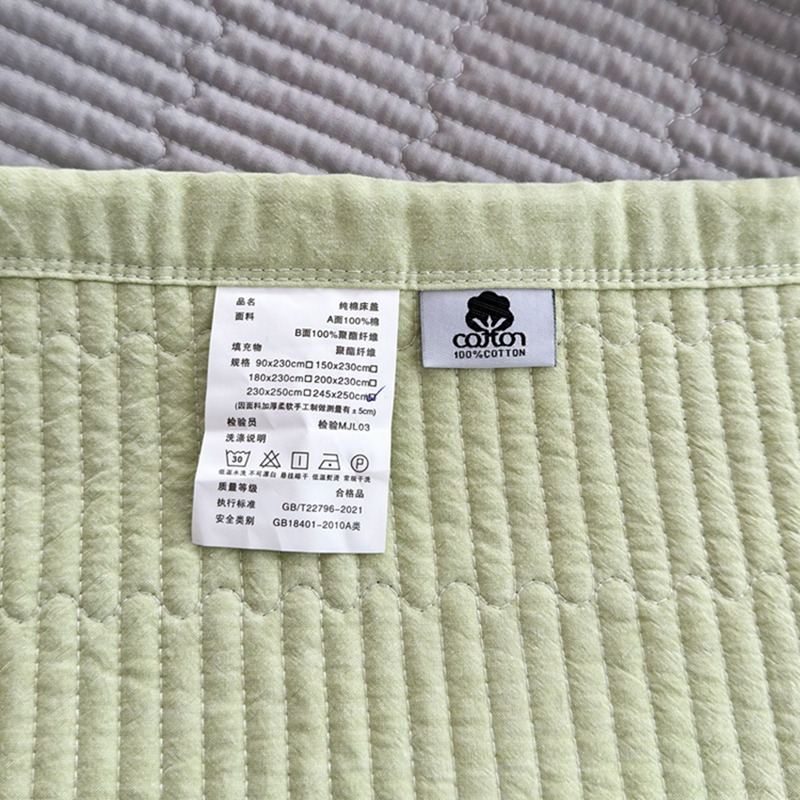 品名 纯棉床盖
面料 A面100%棉
B面100%聚酯纤维
填充物 聚酯纤维
规格 90x230cm□ 150x230cm□
180x230cm□ 200x230cm□
230x250cm□ 245x250cm☑
(因面料加厚柔软手工制做测量有±5cm)
检验员 检验MJL03
洗涤说明
30
低温水洗 不可漂白 悬挂晾干 低温熨烫 常规干洗
质量等级 合格品
执行标准 GB/T22796-2021
安全类别 GB18401-2010A类
cotton
100%COTTON